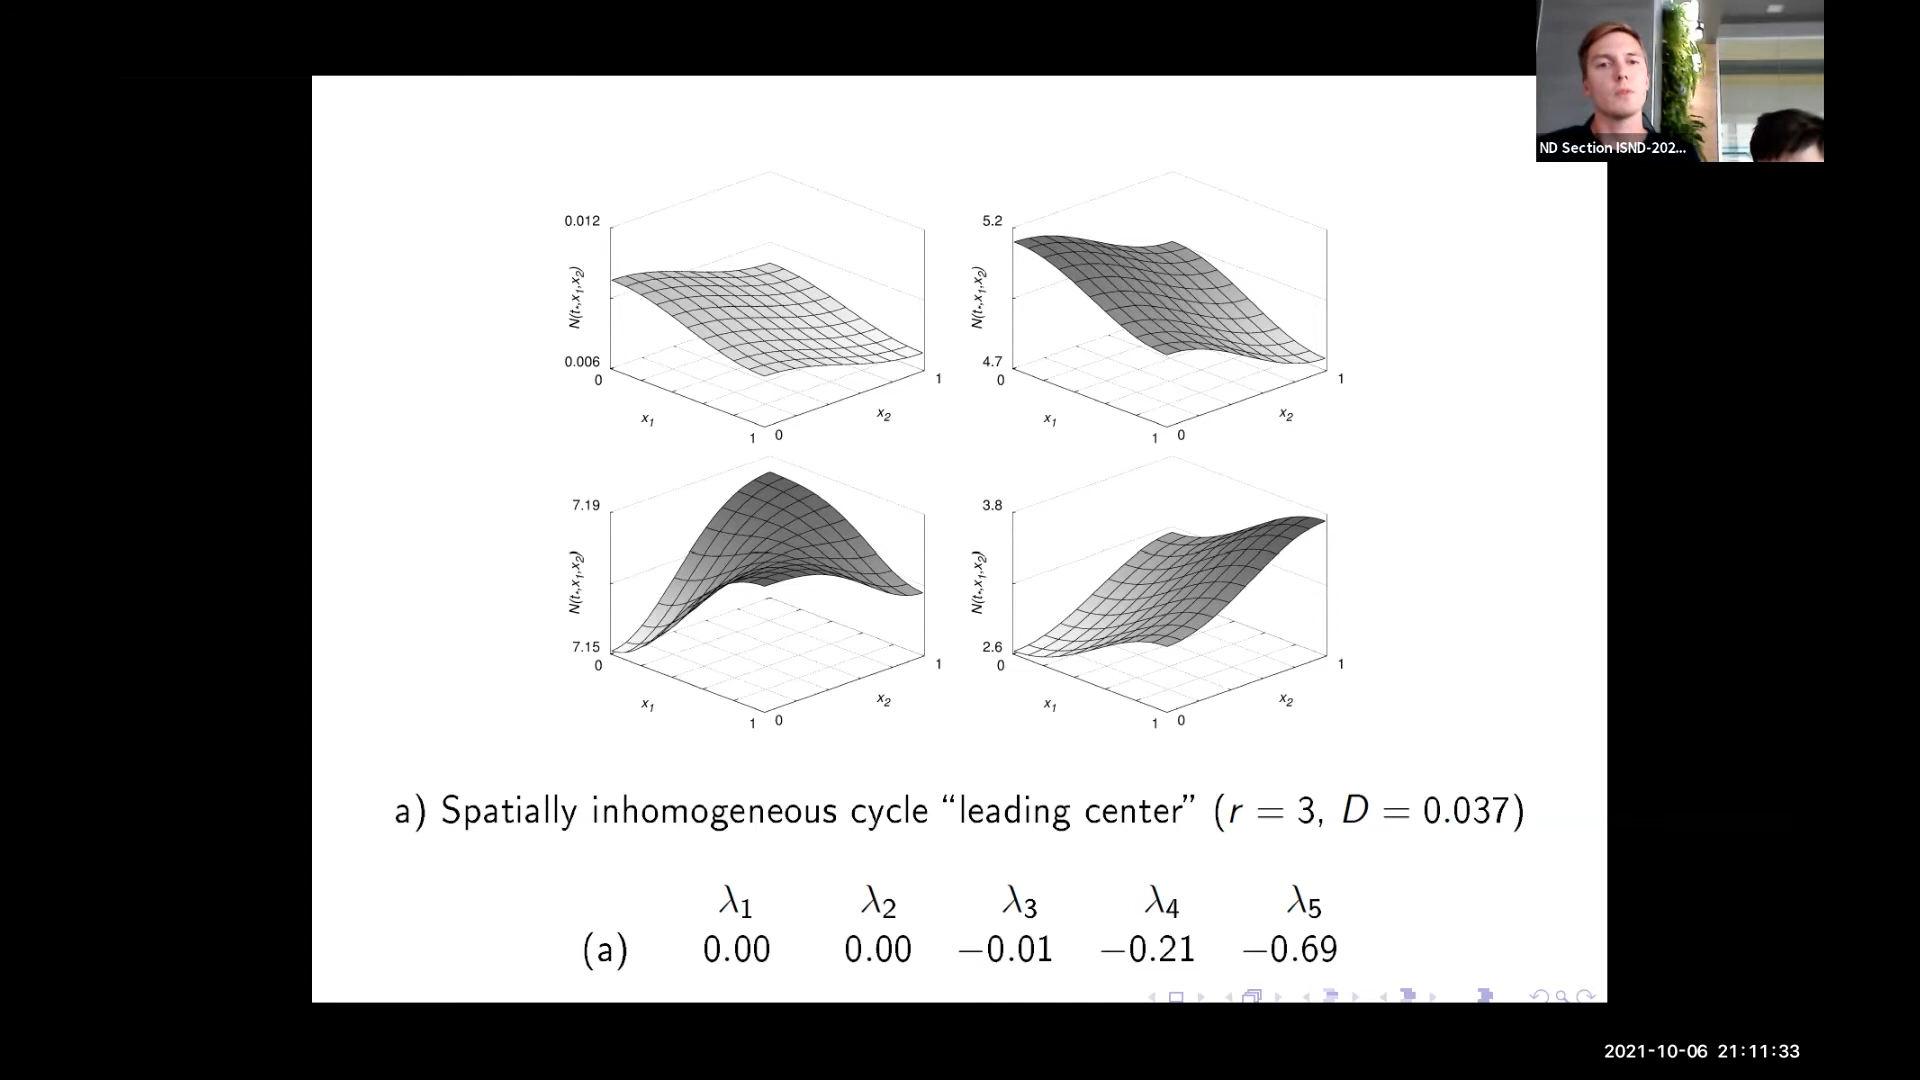 ND Section ISND-202...
0.012
N(t*,x1,x2)
0.006
0
x1
1
0
x2
1
5.2
N(t*,x1,x2)
4.7
0
x1
1
0
x2
1
7.19
N(t*,x1,x2)
7.15
0
x1
1
0
x2
1
3.8
N(t*,x1,x2)
2.6
0
x1
1
0
x2
1
a) Spatially inhomogeneous cycle “leading center” (r = 3, D = 0.037)
λ1 λ2 λ3 λ4 λ5
(a) 0.00 0.00 −0.01 −0.21 −0.69
2021-10-06 21:11:33